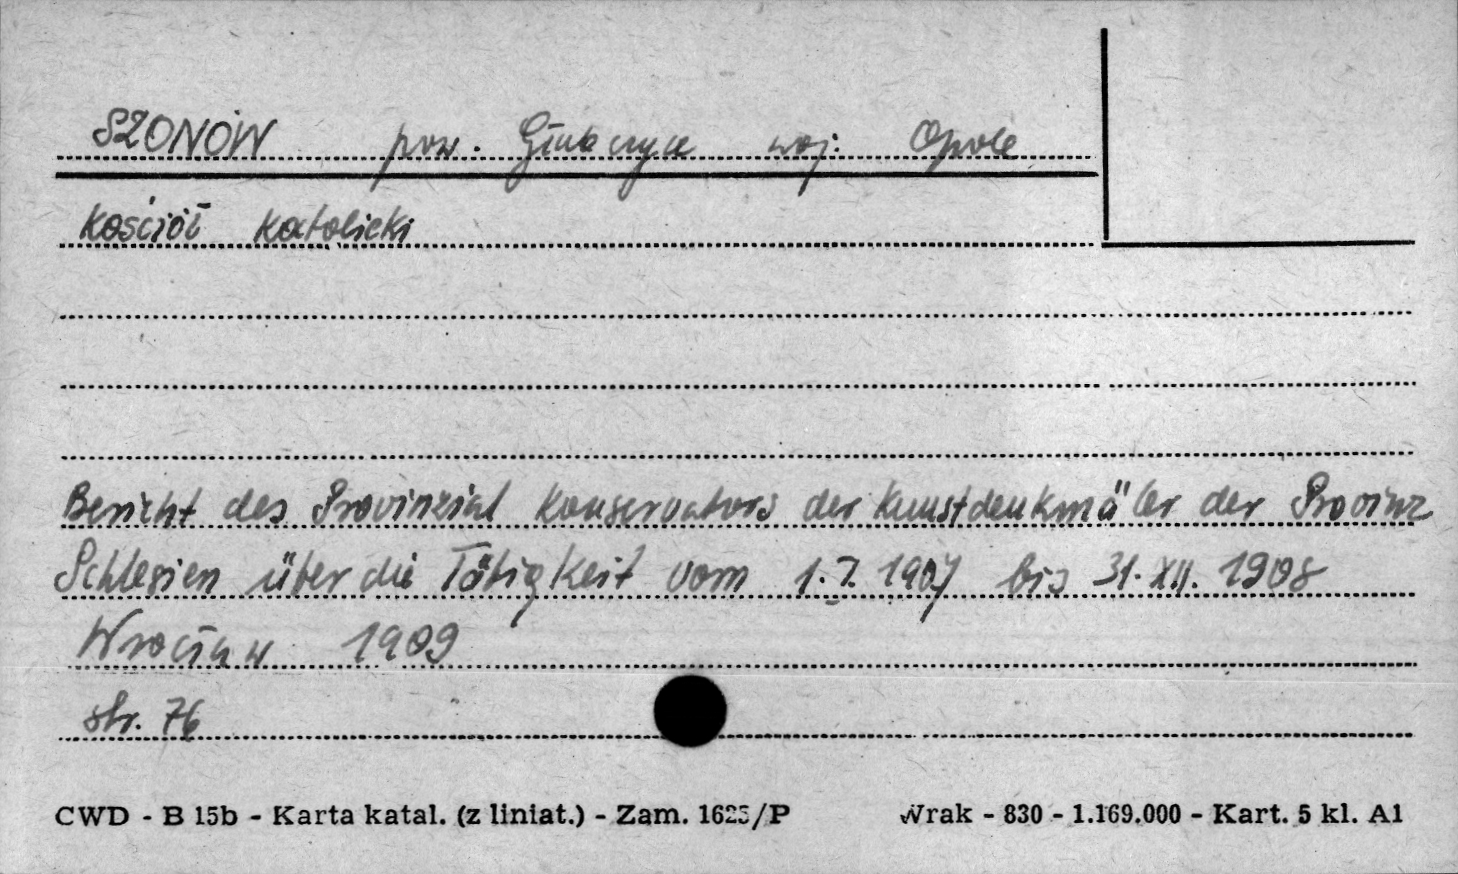 SZONÓW pow. Głubczyce woj. Opole
Kościół Katolicki
Bericht des Provinzial Konservators der Kunstdenkmäler der Provinz
Schlesien über die Tätigkeit vom 1.I. 1907 bis 31.XII. 1908
Wrocław 1909
str. 76
CWD - B 15b - Karta katal. (z liniat.) - Zam. 1625/P Wrak - 830 - 1.169.000 - Kart. 5 kl. A1